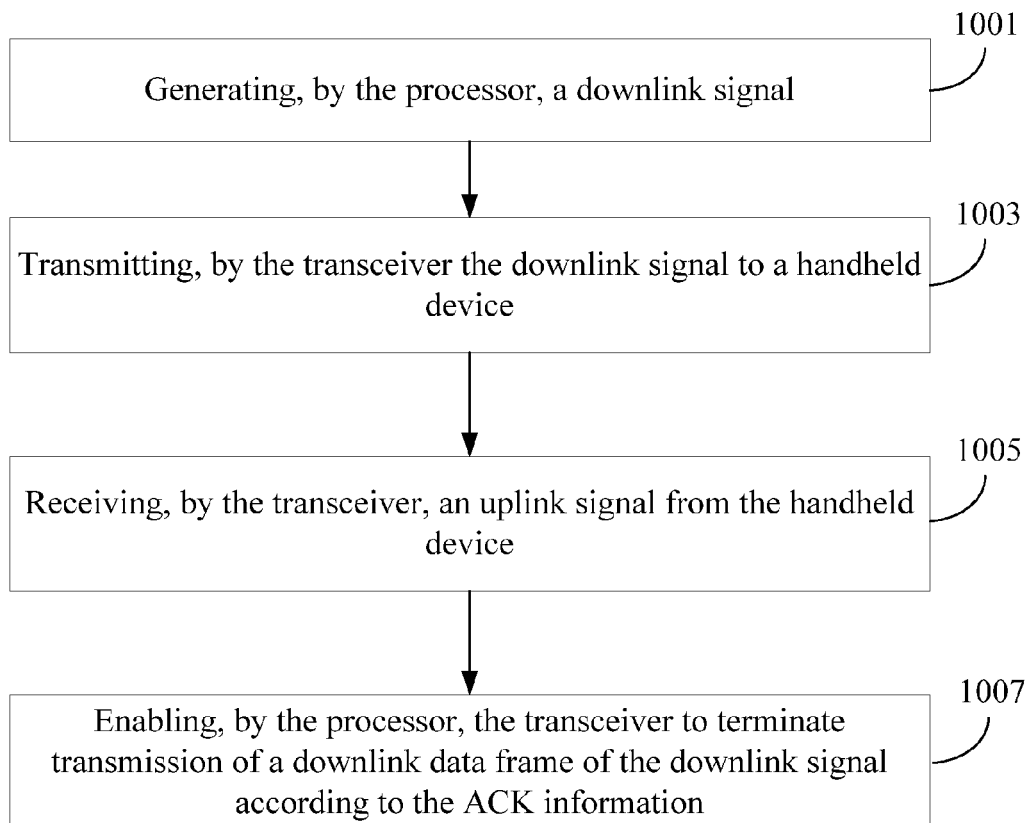 1001
Generating, by the processor, a downlink signal
1003
Transmitting, by the transceiver the downlink signal to a handheld
device
1005
Receiving, by the transceiver, an uplink signal from the handheld
device
1007
Enabling, by the processor, the transceiver to terminate
transmission of a downlink data frame of the downlink signal
according to the ACK information